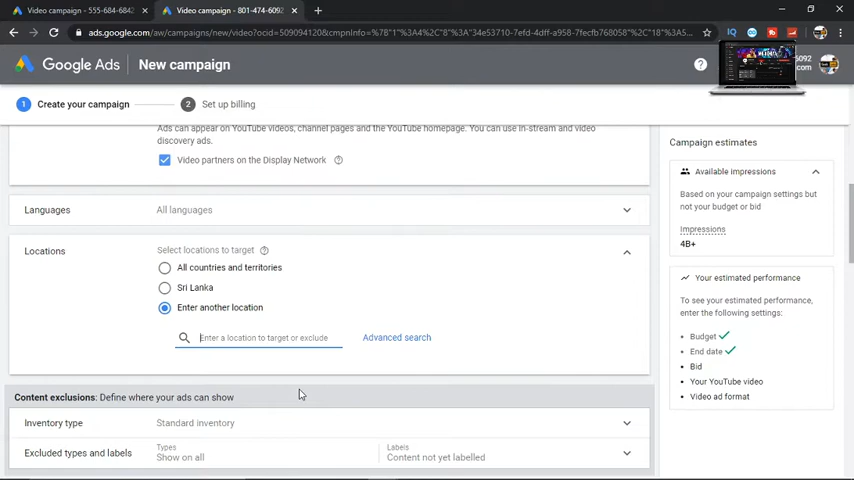 Video campaign - 555-684-6842
Video campaign - 801-474-6092
ads.google.com/aw/campaigns/new/video?ocid=509094120&cmpnInfo=%7B"1"%3A4%2C"8"%3A"34e53710-7efd-4dff-a958-7fecfb768058"%2C"18"%3A5...
Google Ads
New campaign
6092
com
1 Create your campaign
2 Set up billing
Ads can appear on YouTube videos, channel pages and the YouTube homepage. You can use in-stream and video
discovery ads.
Video partners on the Display Network
Languages
All languages
Locations
Select locations to target
All countries and territories
Sri Lanka
Enter another location
Enter a location to target or exclude
Advanced search
Content exclusions: Define where your ads can show
Inventory type
Standard inventory
Excluded types and labels
Types
Show on all
Labels
Content not yet labelled
Campaign estimates
Available impressions
Based on your campaign settings but
not your budget or bid
Impressions
4B+
Your estimated performance
To see your estimated performance,
enter the following settings:
Budget
End date
Bid
Your YouTube video
Video ad format